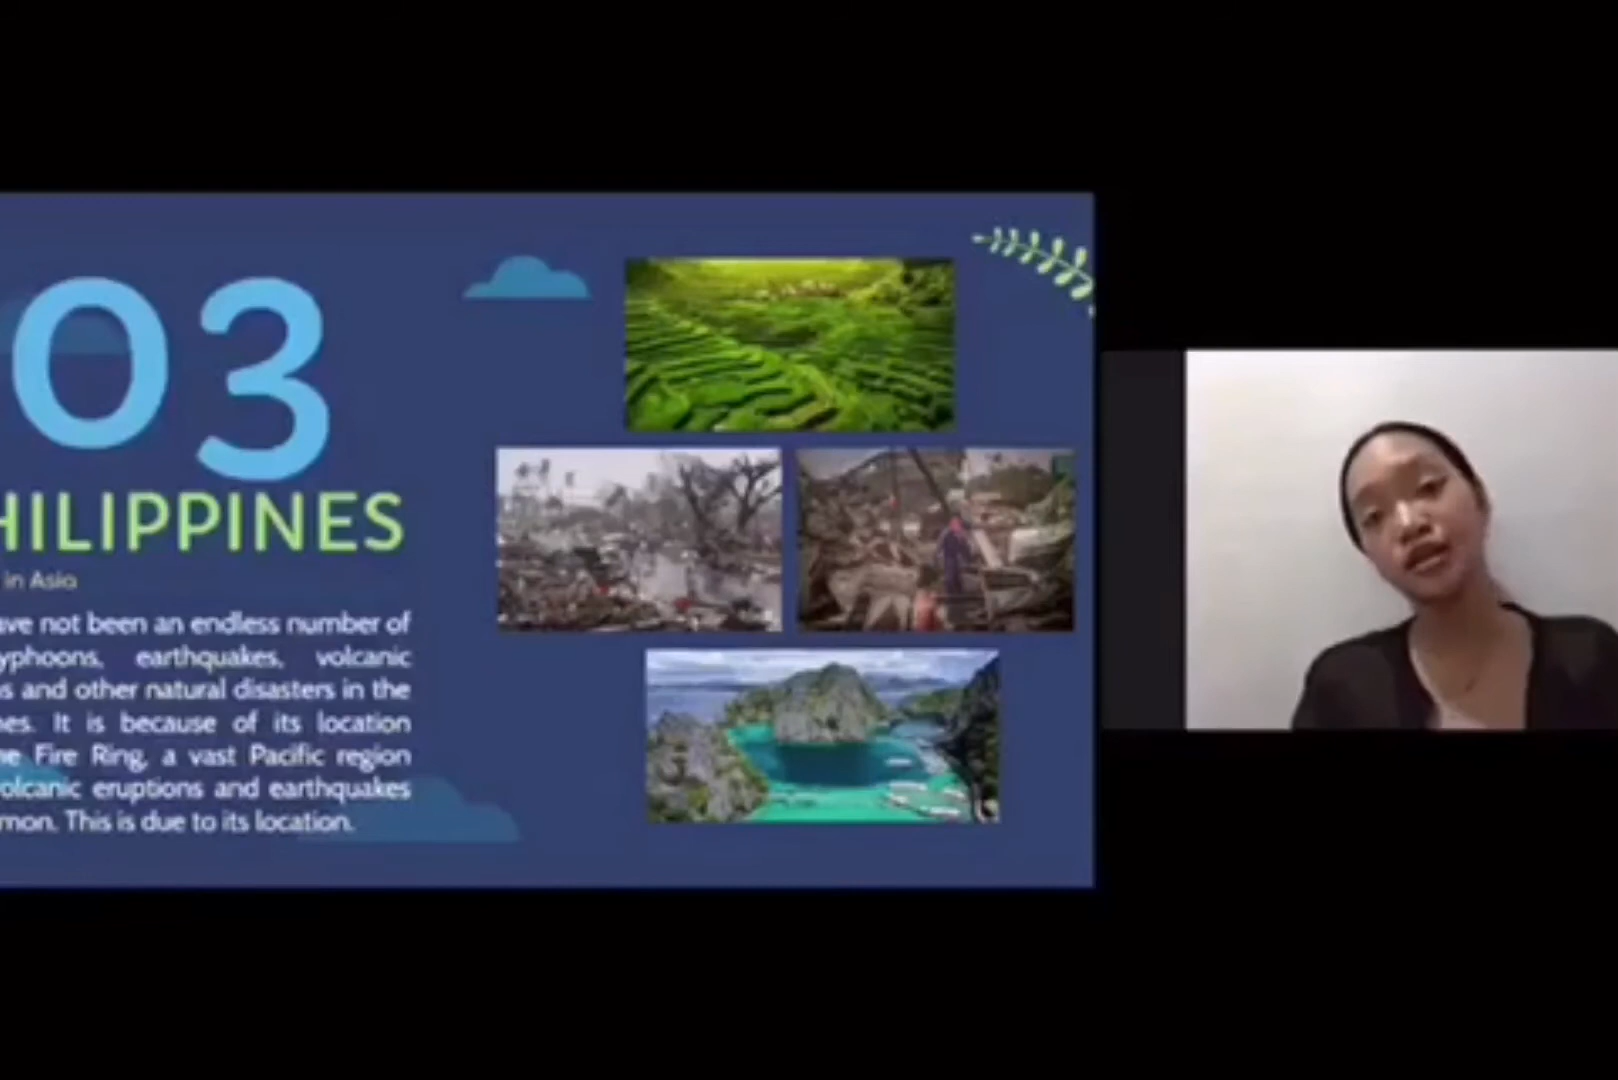 03
HILIPPINES
in Asia
ave not been an endless number of
yphoons, earthquakes, volcanic
s and other natural disasters in the
nes. It is because of its location
e Fire Ring, a vast Pacific region
olcanic eruptions and earthquakes
mon. This is due to its location.